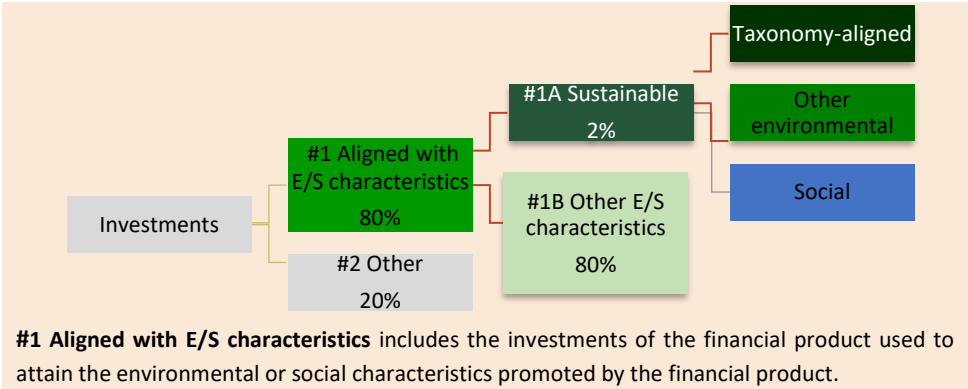 Taxonomy-aligned
#1A Sustainable
2%
Other
environmental
#1 Aligned with
E/S characteristics
80%
Social
#1B Other E/S
characteristics
80%
Investments
#2 Other
20%
#1 Aligned with E/S characteristics includes the investments of the financial product used to
attain the environmental or social characteristics promoted by the financial product.